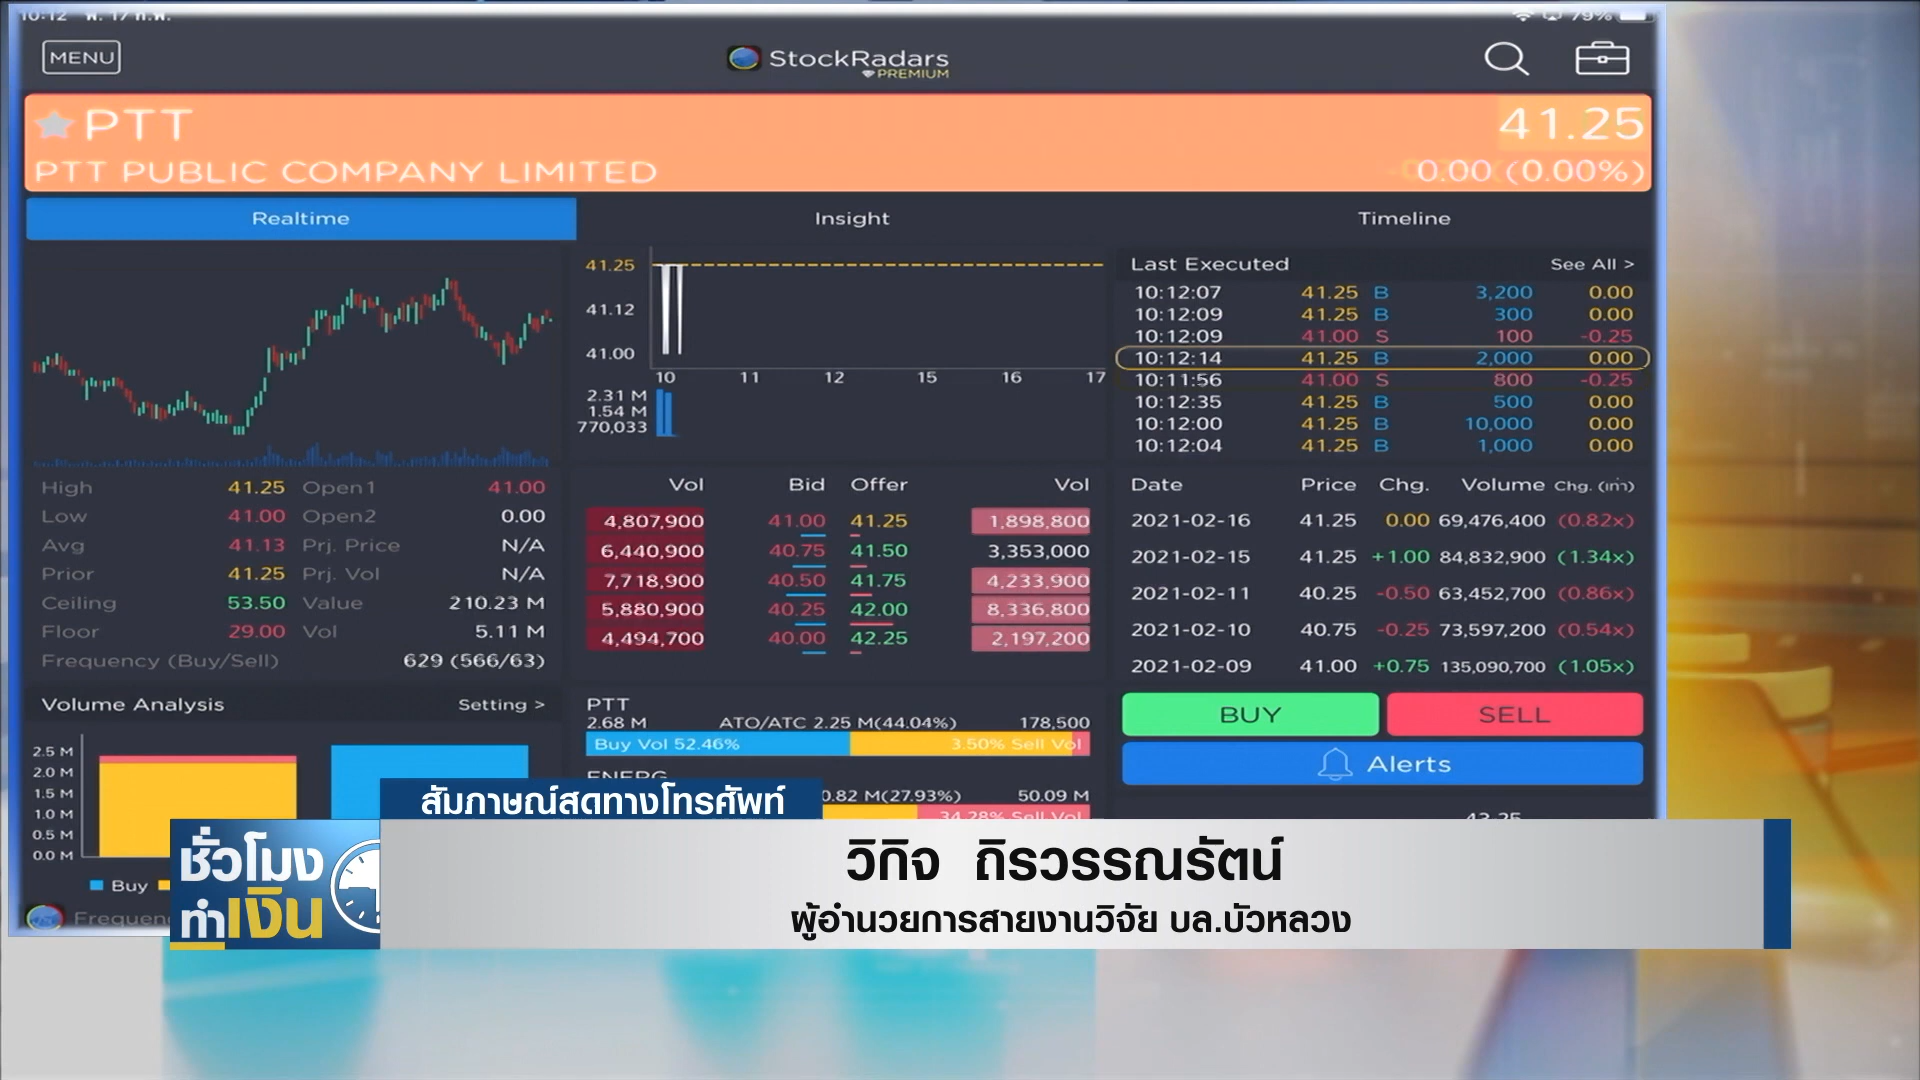 10:12 พ. 17 ก.พ.
79%
MENU
StockRadars
PREMIUM
PTT
41.25
PTT PUBLIC COMPANY LIMITED
0.00 (0.00%)
Realtime
Insight
Timeline
41.25
41.12
41.00
10 11 12 15 16 17
2.31 M
1.54 M
770,033
Last Executed See All >
10:12:07 41.25 B 3,200 0.00
10:12:09 41.25 B 300 0.00
10:12:09 41.00 S 100 -0.25
10:12:14 41.25 B 2,000 0.00
10:11:56 41.00 S 800 -0.25
10:12:35 41.25 B 500 0.00
10:12:00 41.25 B 10,000 0.00
10:12:04 41.25 B 1,000 0.00
High 41.25 Open1 41.00
Low 41.00 Open2 0.00
Avg 41.13 Prj. Price N/A
Prior 41.25 Prj. Vol N/A
Ceiling 53.50 Value 210.23 M
Floor 29.00 Vol 5.11 M
Frequency (Buy/Sell) 629 (566/63)
Vol Bid Offer Vol
4,807,900 41.00 41.25 1,898,800
6,440,900 40.75 41.50 3,353,000
7,718,900 40.50 41.75 4,233,900
5,880,900 40.25 42.00 8,336,800
4,494,700 40.00 42.25 2,197,200
Date Price Chg. Volume Chg. (เท่า)
2021-02-16 41.25 0.00 69,476,400 (0.82x)
2021-02-15 41.25 +1.00 84,832,900 (1.34x)
2021-02-11 40.25 -0.50 63,452,700 (0.86x)
2021-02-10 40.75 -0.25 73,597,200 (0.54x)
2021-02-09 41.00 +0.75 135,090,700 (1.05x)
Volume Analysis Setting >
2.5 M
2.0 M
1.5 M
1.0 M
0.5 M
0.0 M
Buy
PTT
2.68 M ATO/ATC 2.25 M(44.04%) 178,500
Buy Vol 52.46% 3.50% Sell Vol
ENERG
0.82 M(27.93%) 50.09 M
34.28% Sell Vol
BUY SELL
Alerts
43.25
Frequen
สัมภาษณ์สดทางโทรศัพท์
ชั่วโมง
ทำเงิน
วิกิจ ถิรวรรณรัตน์
ผู้อำนวยการสายงานวิจัย บล.บัวหลวง